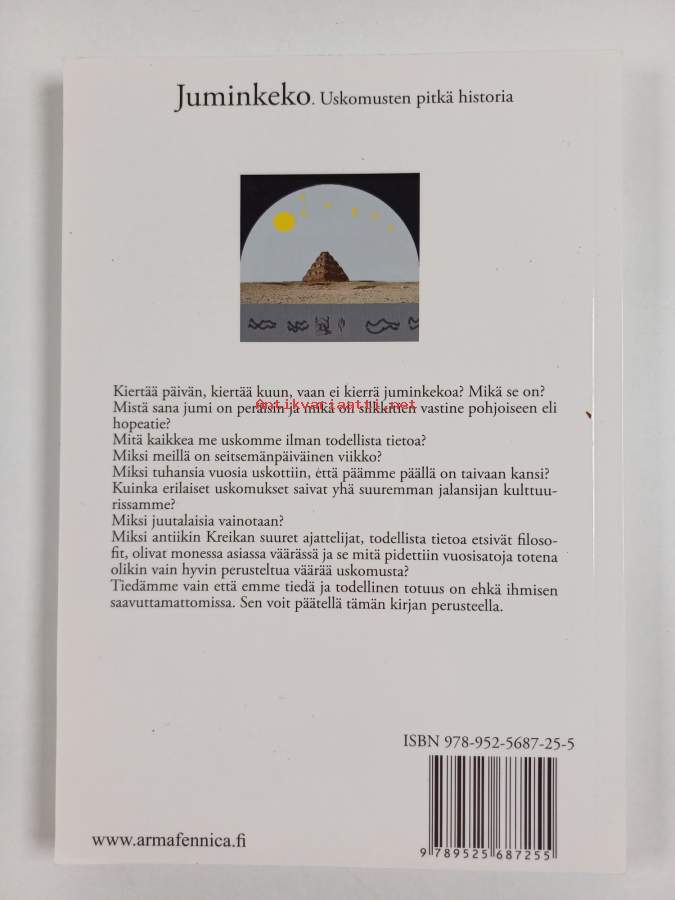 Juminkeko. Uskomusten pitkä historia
Kiertää päivän, kiertää kuun, vaan ei kierrä juminkekoa? Mikä se on?
Mistä sana jumi on peräisin ja mikä on silkkitien vastine pohjoiseen eli
Antikvariaatti.net
hopeatie?
Mitä kaikkea me uskomme ilman todellista tietoa?
Miksi meillä on seitsemänpäiväinen viikko?
Miksi tuhansia vuosia uskottiin, että päämme päällä on taivaan kansi?
Kuinka erilaiset uskomukset saivat yhä suuremman jalansijan kulttuu-
rissamme?
Miksi juutalaisia vainotaan?
Miksi antiikin Kreikan suuret ajattelijat, todellista tietoa etsivät filoso-
fit, olivat monessa asiassa väärässä ja se mitä pidettiin vuosisatoja totena
olikin vain hyvin perusteltua väärää uskomusta?
Tiedämme vain että emme tiedä ja todellinen totuus on ehkä ihmisen
saavuttamattomissa. Sen voit päätellä tämän kirjan perusteella.
ISBN 978-952-5687-25-5
www.armafennica.fi
9 789525 687255